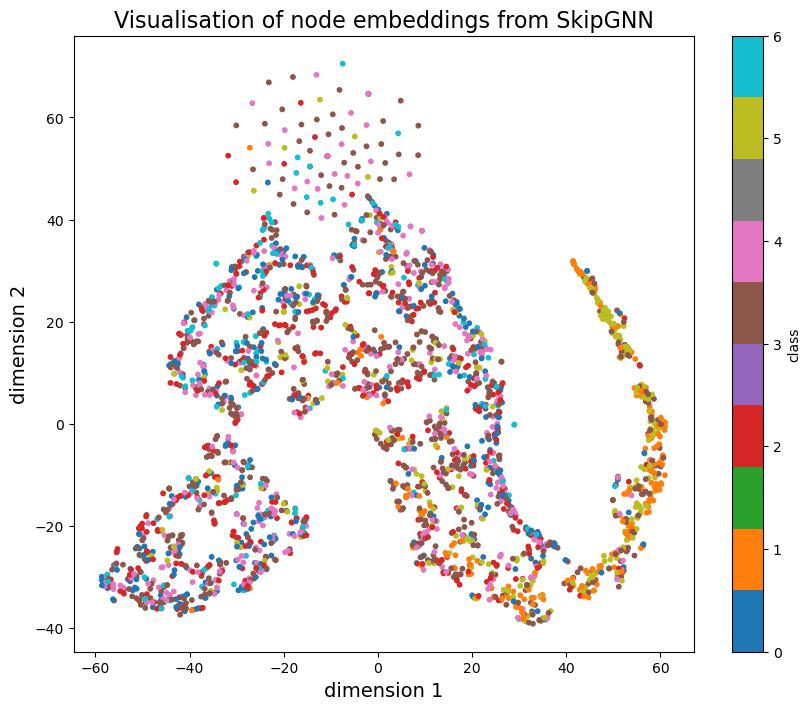 Visualisation of node embeddings from SkipGNN
6
60
5
40
4
20
dimension 2
3
class
0
2
−20
1
−40
0
−60 −40 −20 0 20 40 60
dimension 1